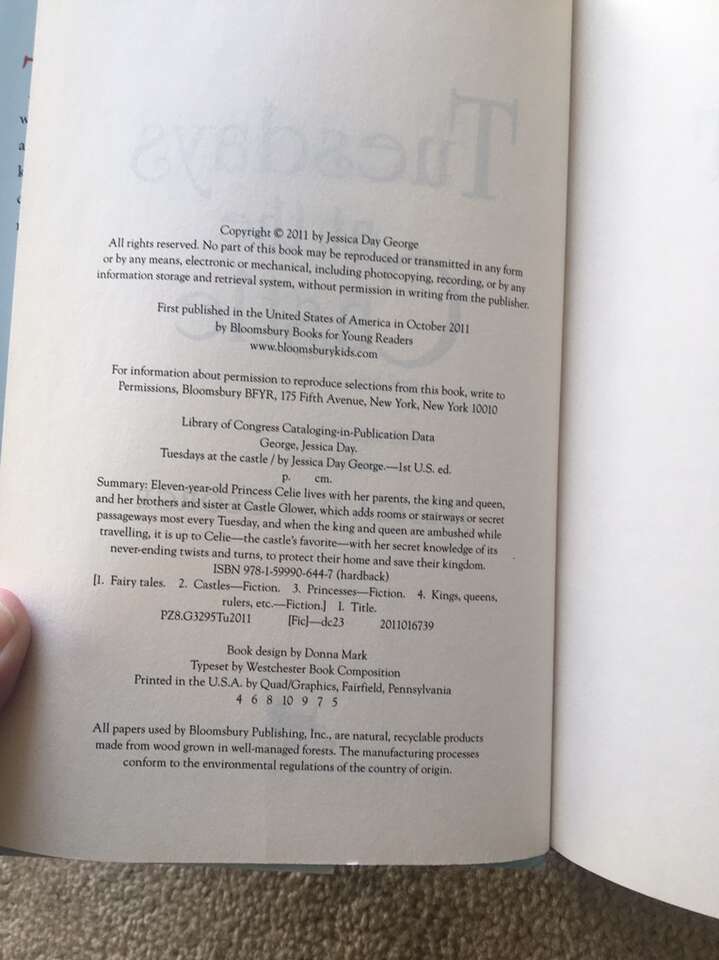 Copyright © 2011 by Jessica Day George
All rights reserved. No part of this book may be reproduced or transmitted in any form
or by any means, electronic or mechanical, including photocopying, recording, or by any
information storage and retrieval system, without permission in writing from the publisher.
First published in the United States of America in October 2011
by Bloomsbury Books for Young Readers
www.bloomsburykids.com
For information about permission to reproduce selections from this book, write to
Permissions, Bloomsbury BFYR, 175 Fifth Avenue, New York, New York 10010
Library of Congress Cataloging-in-Publication Data
George, Jessica Day.
Tuesdays at the castle / by Jessica Day George.—1st U.S. ed.
p. cm.
Summary: Eleven-year-old Princess Celie lives with her parents, the king and queen,
and her brothers and sister at Castle Glower, which adds rooms or stairways or secret
passageways most every Tuesday, and when the king and queen are ambushed while
travelling, it is up to Celie—the castle's favorite—with her secret knowledge of its
never-ending twists and turns, to protect their home and save their kingdom.
ISBN 978-1-59990-644-7 (hardback)
[1. Fairy tales. 2. Castles—Fiction. 3. Princesses—Fiction. 4. Kings, queens,
rulers, etc.—Fiction.] I. Title.
PZ8.G3295Tu2011 [Fic]—dc23 2011016739
Book design by Donna Mark
Typeset by Westchester Book Composition
Printed in the U.S.A. by Quad/Graphics, Fairfield, Pennsylvania
4 6 8 10 9 7 5
All papers used by Bloomsbury Publishing, Inc., are natural, recyclable products
made from wood grown in well-managed forests. The manufacturing processes
conform to the environmental regulations of the country of origin.